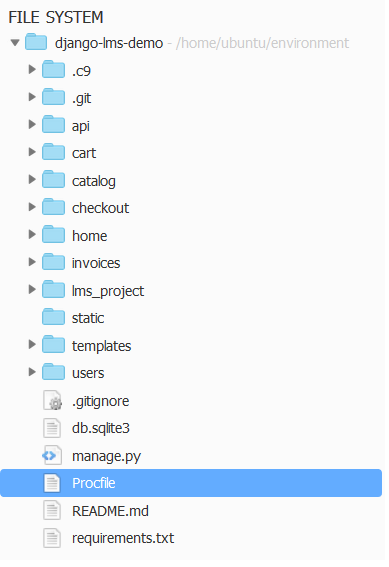 FILE SYSTEM
django-lms-demo - /home/ubuntu/environment
.c9
.git
api
cart
catalog
checkout
home
invoices
lms_project
static
templates
users
.gitignore
db.sqlite3
manage.py
Procfile
README.md
requirements.txt